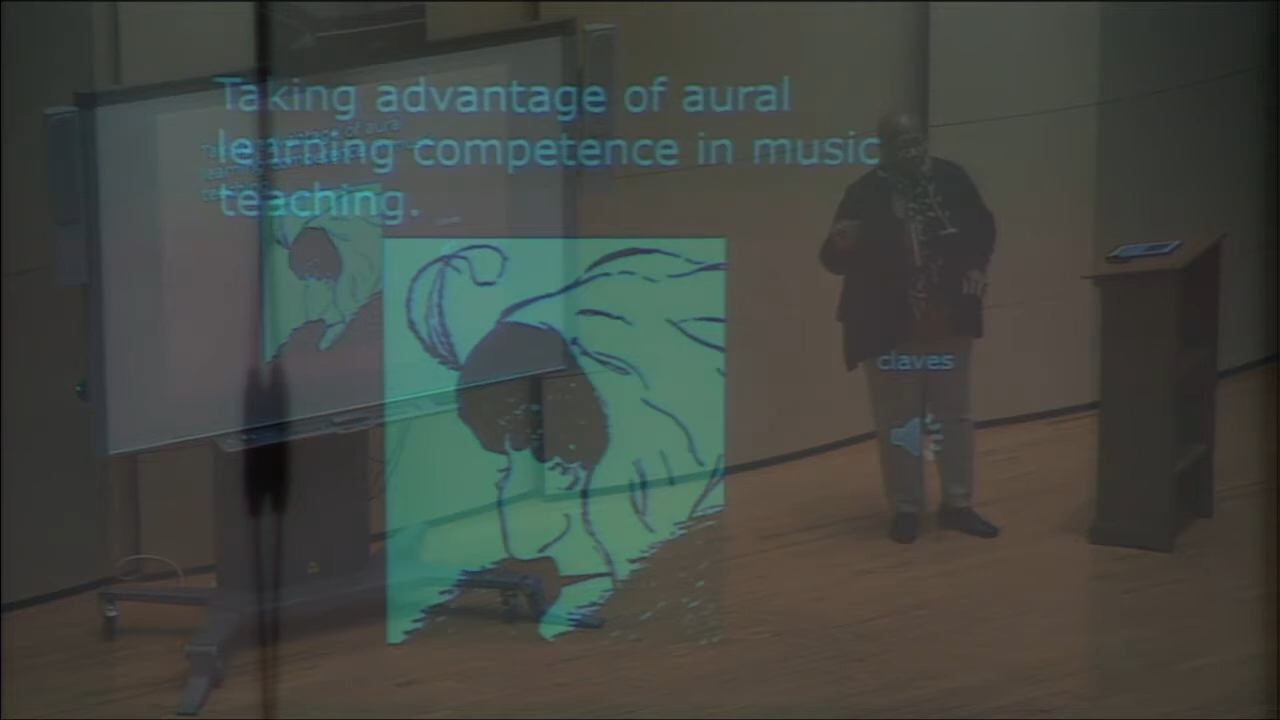 Taking advantage of aural
learning competence in music
teaching.
claves